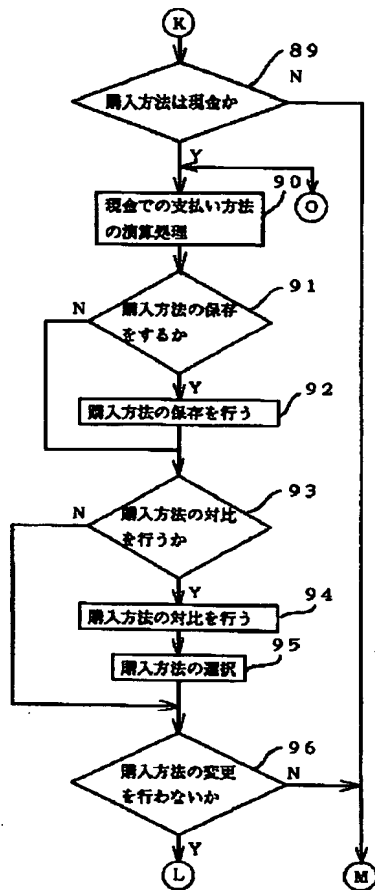 K
89
N
購入方法は現金か
Y
90
O
現金での支払い方法
の演算処理
91
N
購入方法の保存
をするか
Y
92
購入方法の保存を行う
93
N
購入方法の対比
を行うか
Y
94
購入方法の対比を行う
95
購入方法の選択
96
購入方法の変更
を行わないか
N
Y
L
M